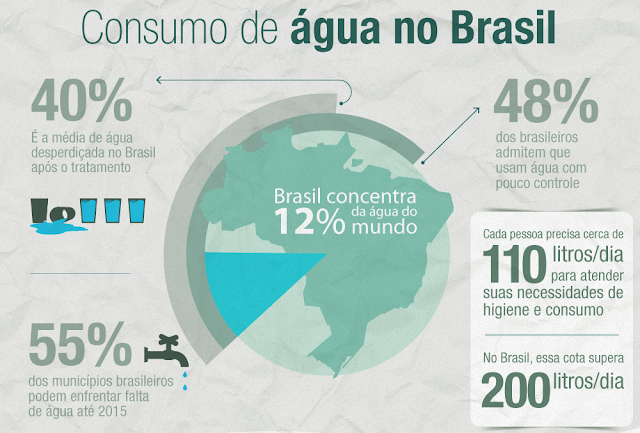 Consumo de água no Brasil
40%
É a média de água
desperdiçada no Brasil
após o tratamento
48%
dos brasileiros
admitem que
usam água com
pouco controle
Brasil concentra
12% da água do
mundo
Cada pessoa precisa cerca de
110 litros/dia
para atender
suas necessidades de
higiene e consumo
No Brasil, essa cota supera
200 litros/dia
55%
dos municípios brasileiros
podem enfrentar falta
de água até 2015